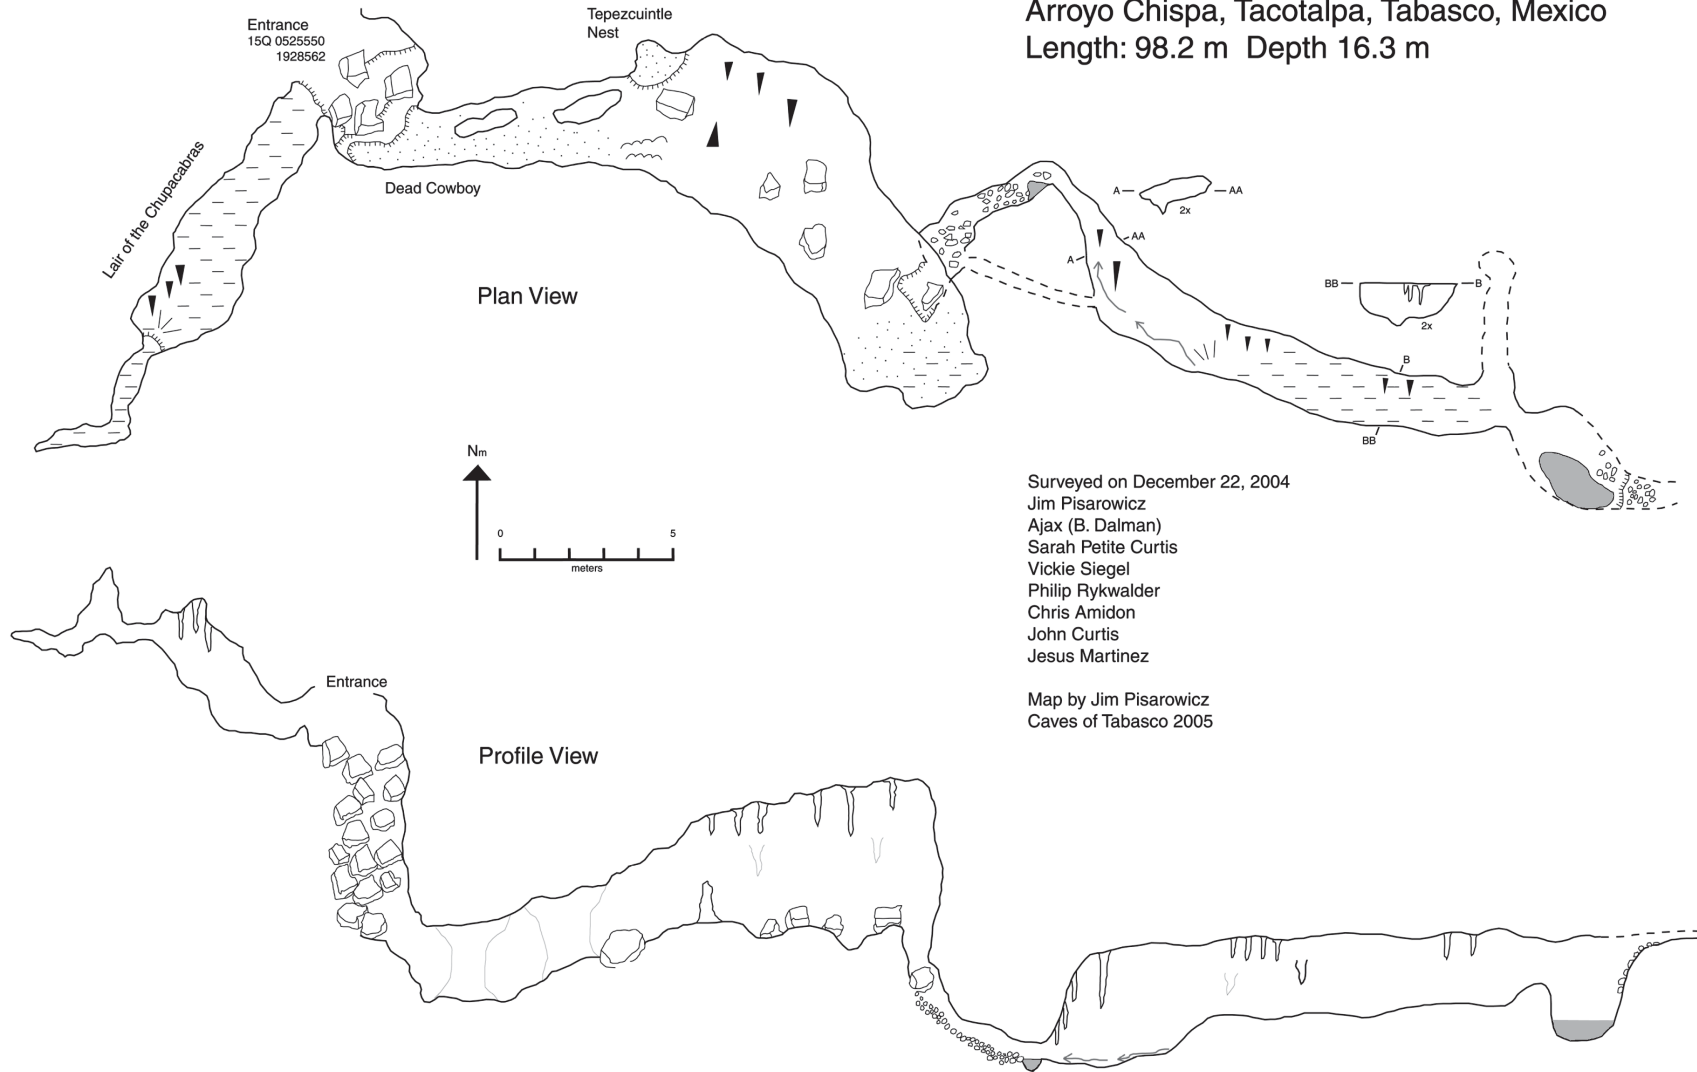 Arroyo Chispa, Tacotalpa, Tabasco, Mexico
Length: 98.2 m  Depth 16.3 m
Tepezcuintle
Nest
Entrance
15Q 0525550
1928562
Lair of the Chupacabras
Dead Cowboy
Plan View
A
AA
2x
AA
A
BB
B
2x
B
BB
Nm
0
5
meters
Surveyed on December 22, 2004
Jim Pisarowicz
Ajax (B. Dalman)
Sarah Petite Curtis
Vickie Siegel
Philip Rykwalder
Chris Amidon
John Curtis
Jesus Martinez
Map by Jim Pisarowicz
Caves of Tabasco 2005
Entrance
Profile View